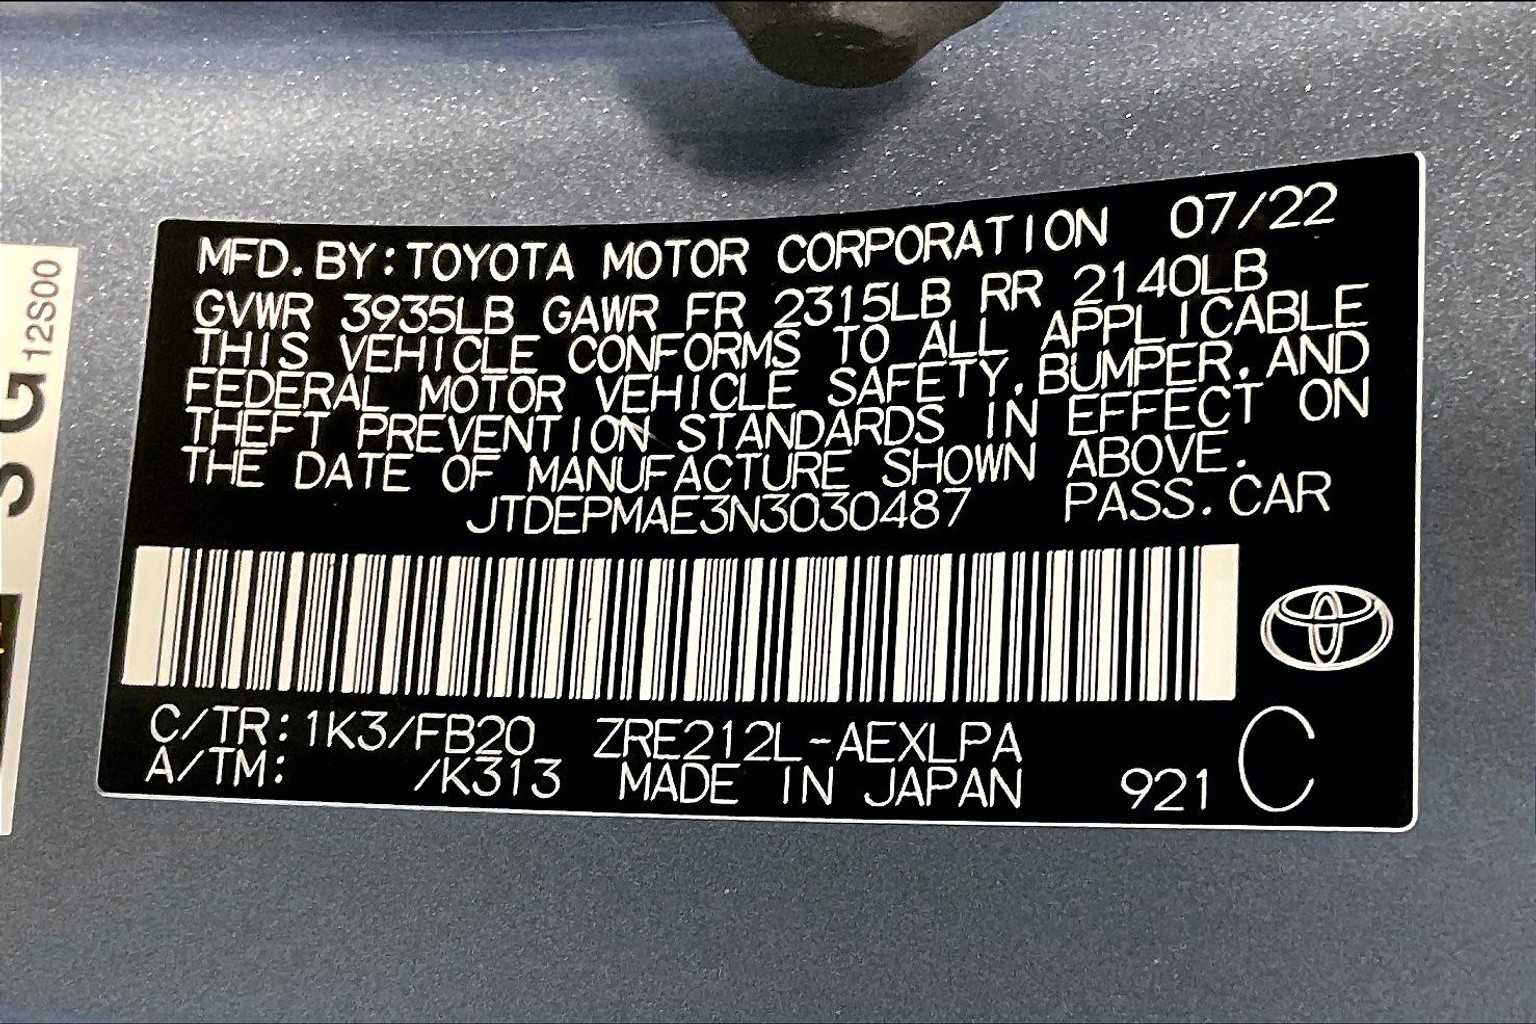 MFD. BY: TOYOTA MOTOR CORPORATION 07/22
GVWR 3935LB GAWR FR 2315LB RR 2140LB
THIS VEHICLE CONFORMS TO ALL APPLICABLE
FEDERAL MOTOR VEHICLE SAFETY, BUMPER, AND
THEFT PREVENTION STANDARDS IN EFFECT ON
THE DATE OF MANUFACTURE SHOWN ABOVE.
JTDEPMAE3N3030487 PASS. CAR
C/TR: 1K3/FB20 ZRE212L-AEXLPA
A/TM: /K313 MADE IN JAPAN 921 C
12S00